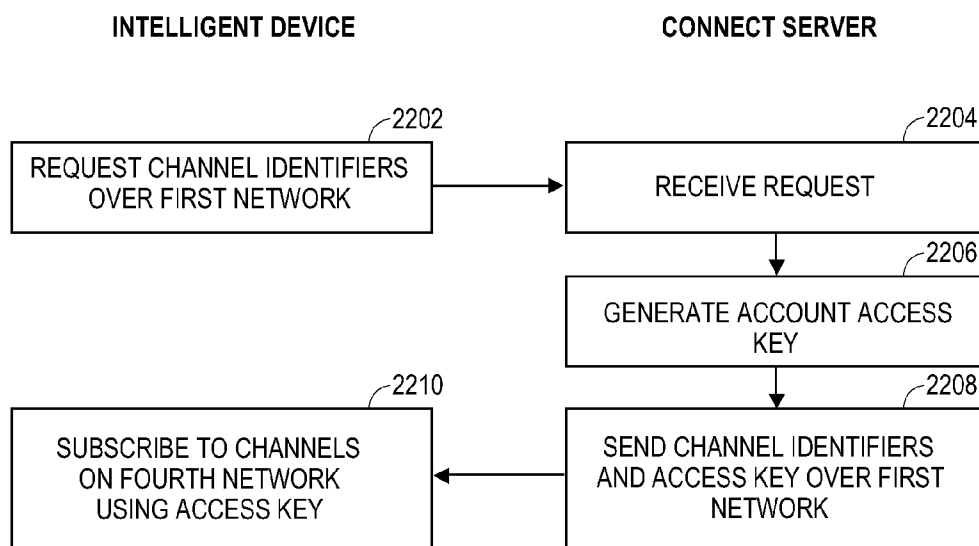 INTELLIGENT DEVICE
CONNECT SERVER
2202
REQUEST CHANNEL IDENTIFIERS
OVER FIRST NETWORK
2204
RECEIVE REQUEST
2206
GENERATE ACCOUNT ACCESS
KEY
2208
SEND CHANNEL IDENTIFIERS
AND ACCESS KEY OVER FIRST
NETWORK
2210
SUBSCRIBE TO CHANNELS
ON FOURTH NETWORK
USING ACCESS KEY